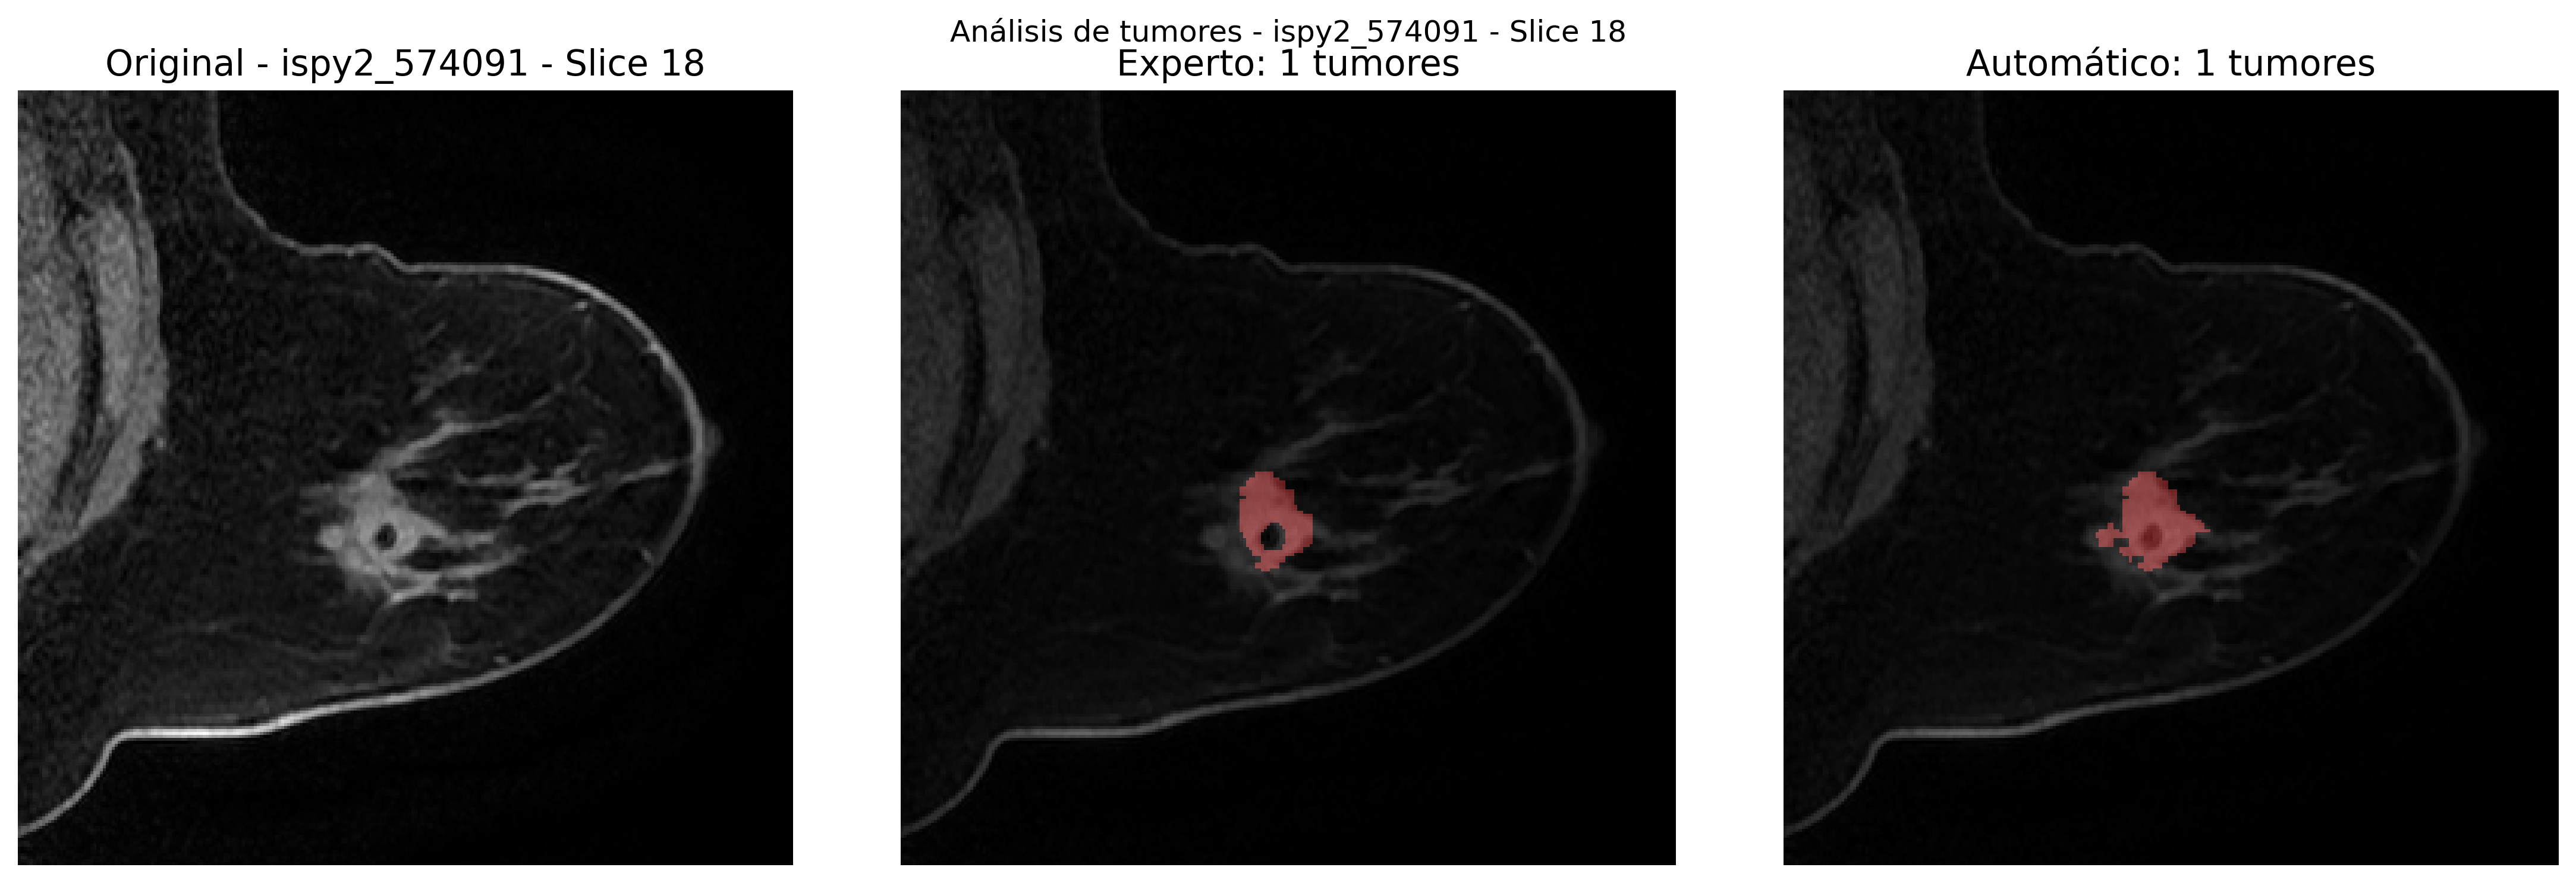 Análisis de tumores - ispy2_574091 - Slice 18
Original - ispy2_574091 - Slice 18
Experto: 1 tumores
Automático: 1 tumores